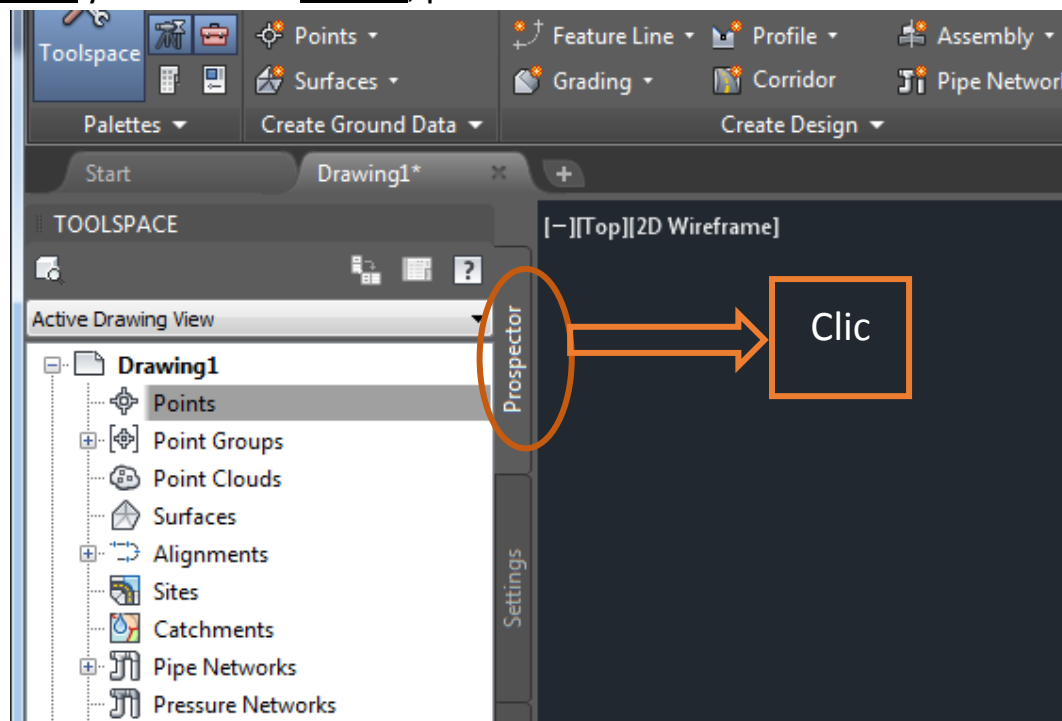 Toolspace
Points
Surfaces
Feature Line
Grading
Profile
Corridor
Assembly
Pipe Networ
Palettes
Create Ground Data
Create Design
Start
Drawing1*
TOOLSPACE
?
Active Drawing View
Drawing1
Points
Point Groups
Point Clouds
Surfaces
Alignments
Sites
Catchments
Pipe Networks
Pressure Networks
Prospector
Settings
[−][Top][2D Wireframe]
Clic